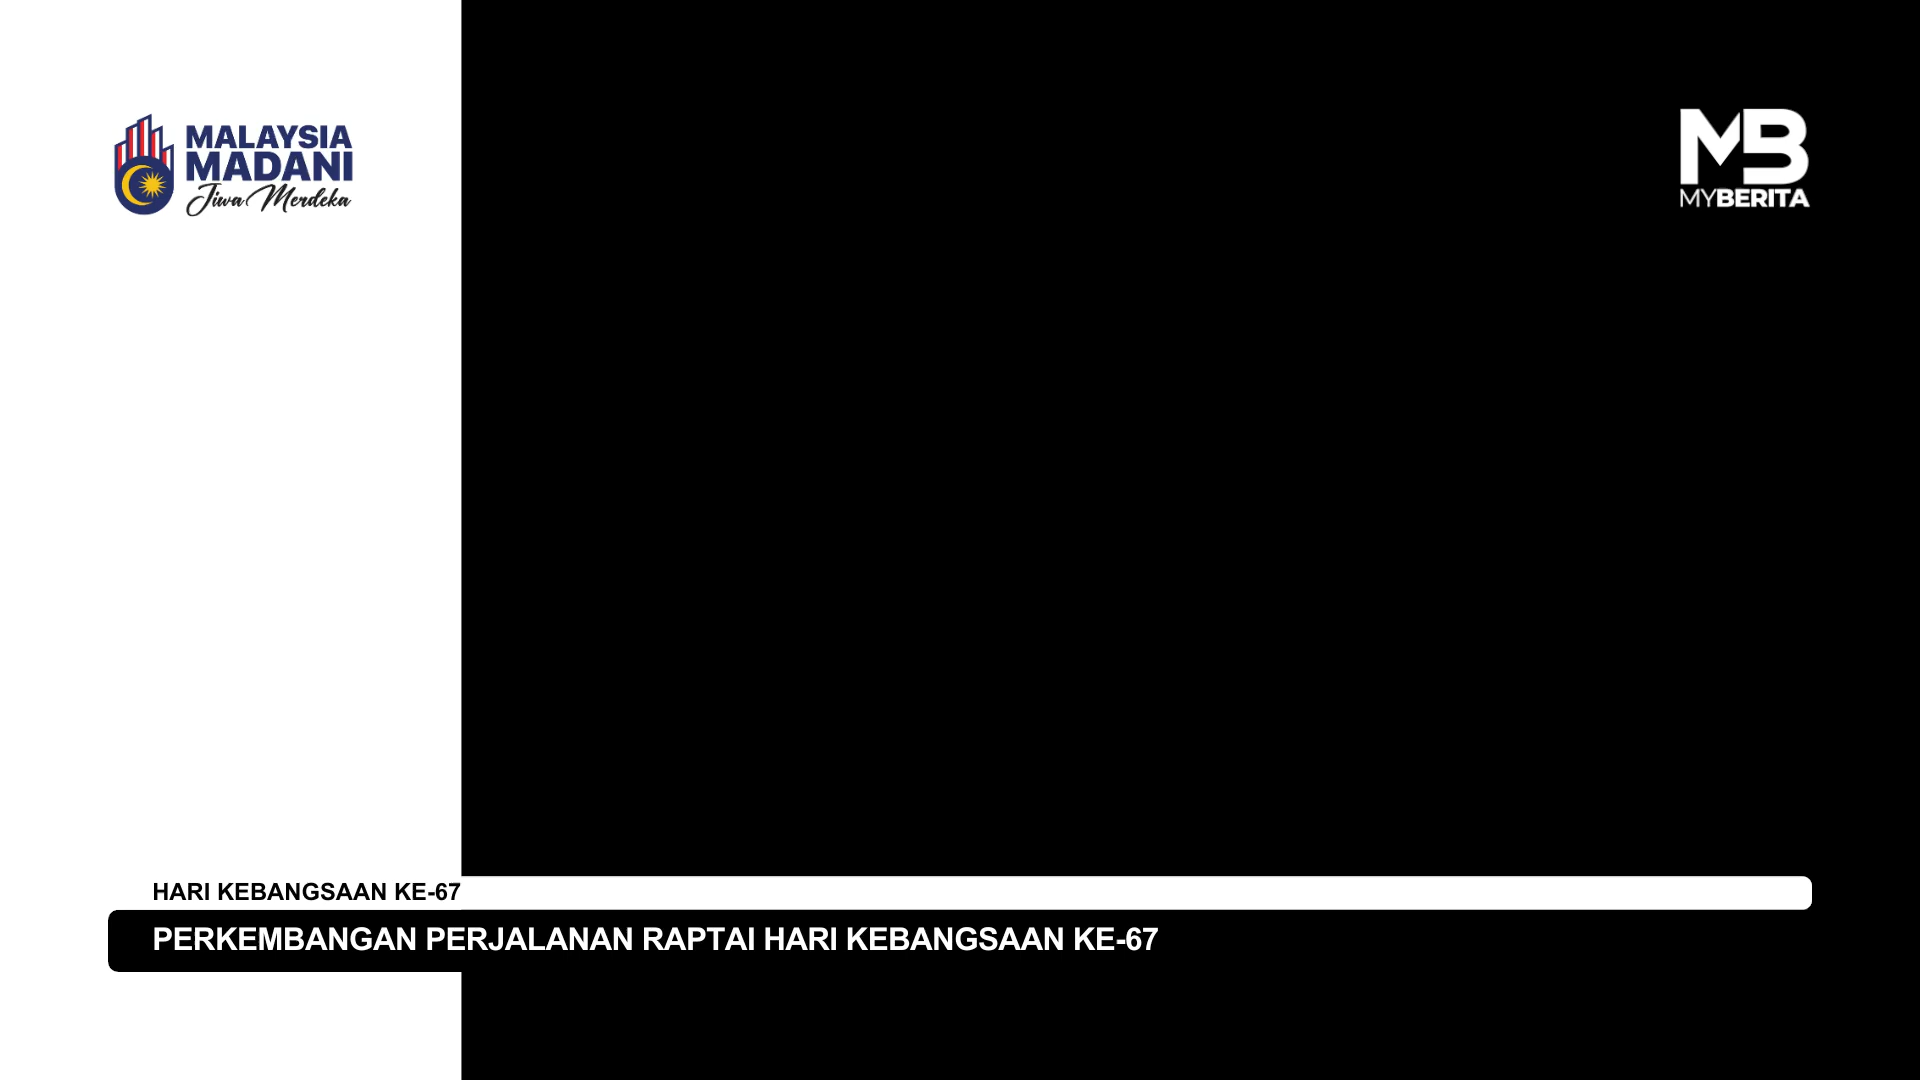 MALAYSIA
MADANI
Jiwa Merdeka
MB
MYBERITA
HARI KEBANGSAAN KE-67
PERKEMBANGAN PERJALANAN RAPTAI HARI KEBANGSAAN KE-67